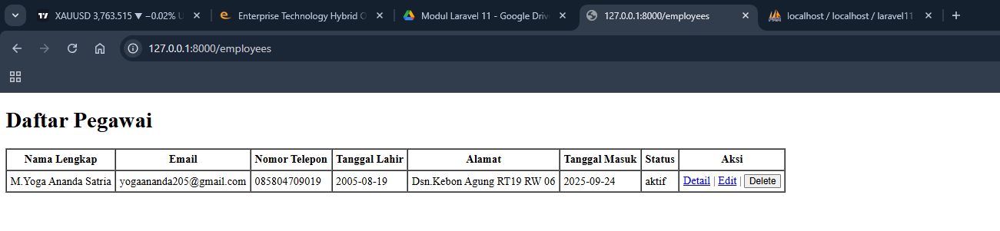 XAUUSD 3,763.515 ▼ −0.02% U
Enterprise Technology Hybrid
Modul Laravel 11 - Google Driv
127.0.0.1:8000/employees
localhost / localhost / laravel11
127.0.0.1:8000/employees
Daftar Pegawai
Nama Lengkap Email Nomor Telepon Tanggal Lahir Alamat Tanggal Masuk Status Aksi
M.Yoga Ananda Satria yogaananda205@gmail.com 085804709019 2005-08-19 Dsn.Kebon Agung RT19 RW 06 2025-09-24 aktif Detail | Edit | Delete